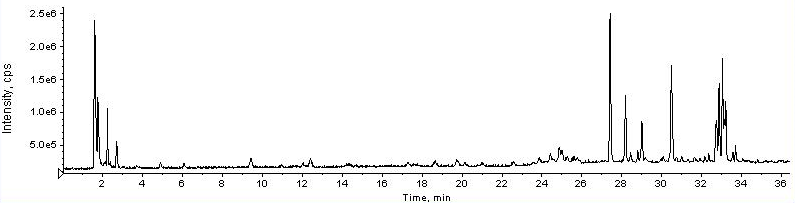 2.5e6
2.0e6
1.5e6
1.0e6
5.0e5
Intensity, cps
2 4 6 8 10 12 14 16 18 20 22 24 26 28 30 32 34 36
Time, min